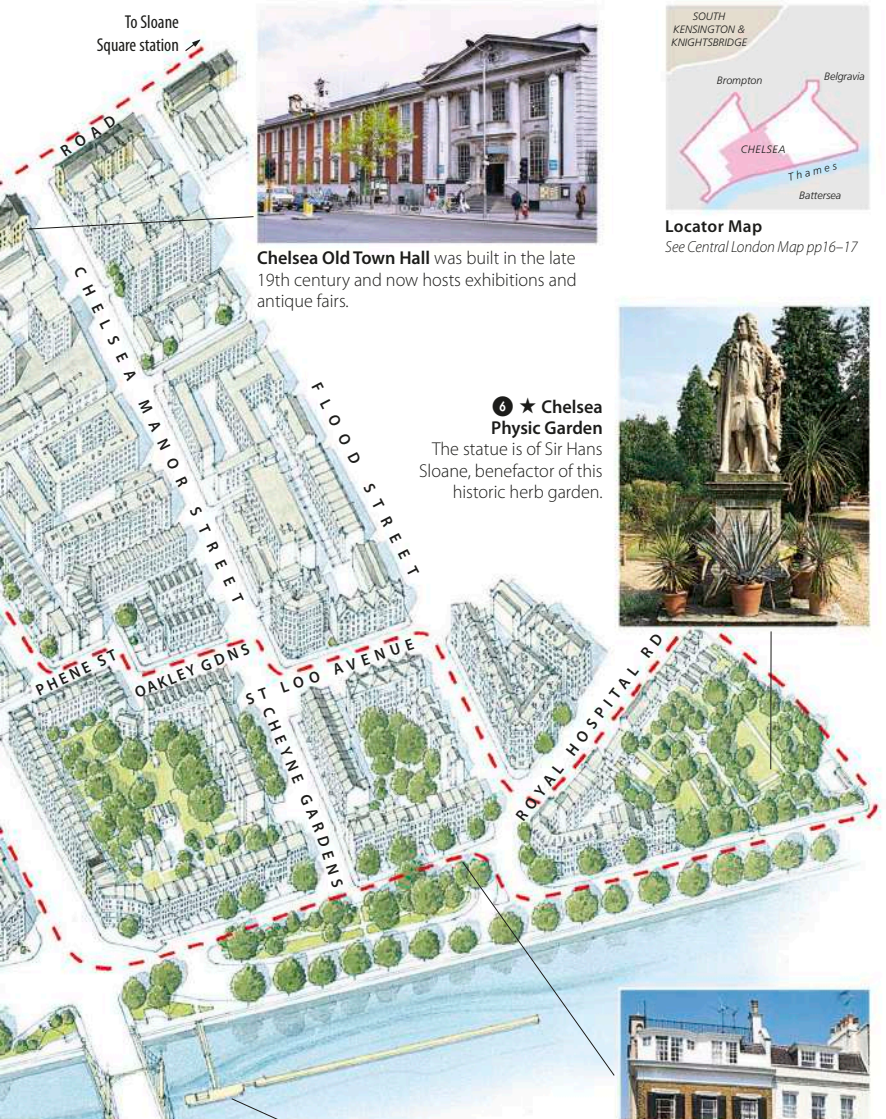 To Sloane
Square station
ROAD
SOUTH
KENSINGTON &
KNIGHTSBRIDGE
Brompton
Belgravia
CHELSEA
Thames
Battersea
Locator Map
See Central London Map pp16–17
Chelsea Old Town Hall was built in the late
19th century and now hosts exhibitions and
antique fairs.
CHELSEA MANOR STREET
FLOOD STREET
6 ★ Chelsea
Physic Garden
The statue is of Sir Hans
Sloane, benefactor of this
historic herb garden.
PHENE ST
OAKLEY GDNS
ST LOO AVENUE
CHEYNE GARDENS
ROYAL HOSPITAL RD